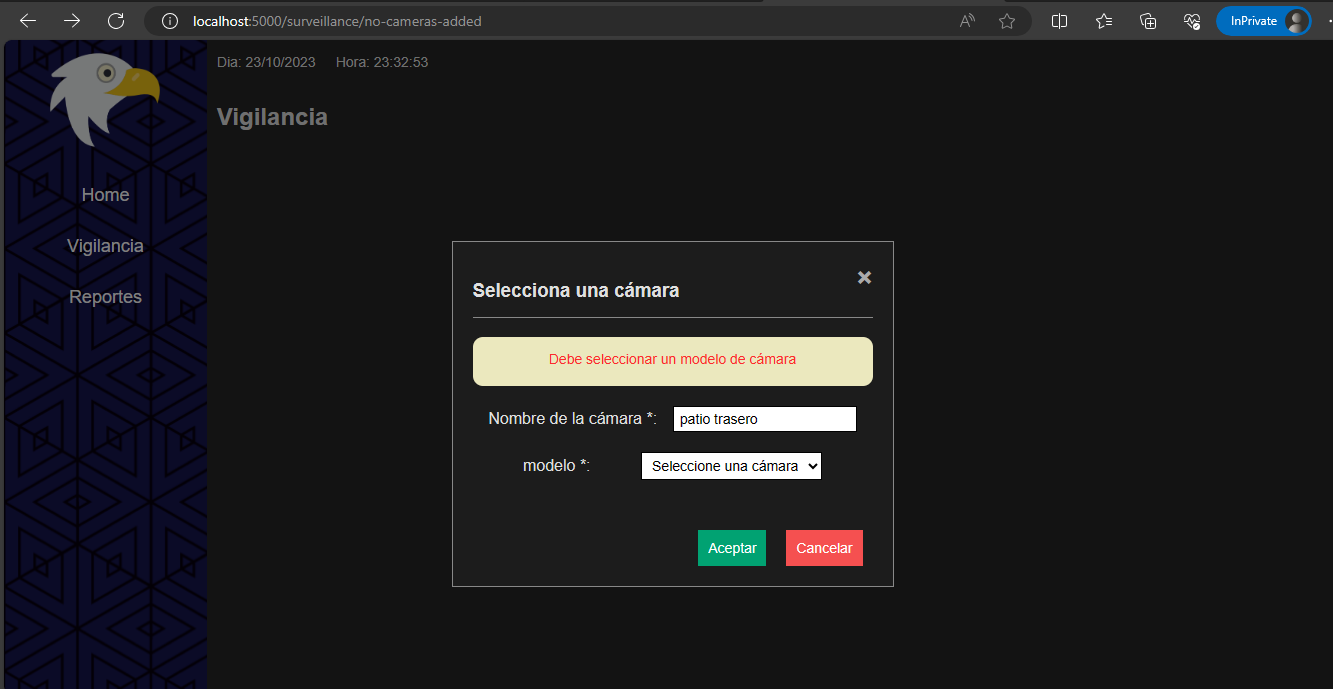 localhost:5000/surveillance/no-cameras-added
InPrivate
Dia: 23/10/2023 Hora: 23:32:53
Vigilancia
Home
Vigilancia
Reportes
Selecciona una cámara
Debe seleccionar un modelo de cámara
Nombre de la cámara *: patio trasero
modelo *: Seleccione una cámara
Aceptar Cancelar